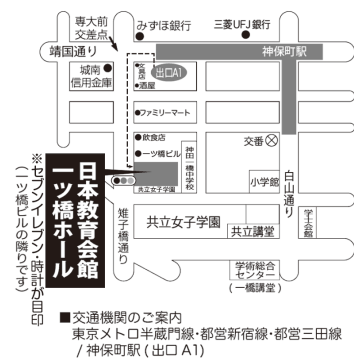 専大前
交差点
みずほ銀行
三菱UFJ銀行
靖国通り
神保町駅
城南
信用金庫
文具店
出口A1
酒屋
ファミリーマート
飲食店
一ツ橋ビル
神田一橋中学校
交番
小学館
白山通り
共立女子学園
日本教育会館
一ツ橋ホール
※セブンイレブン・時計が目印
(一ツ橋ビルの隣りです)
雉子橋通り
共立女子学園
共立講堂
学士会館
学術総合
センター
(一橋講堂)
■交通機関のご案内
東京メトロ半蔵門線・都営新宿線・都営三田線
/ 神保町駅 ( 出口 A1)